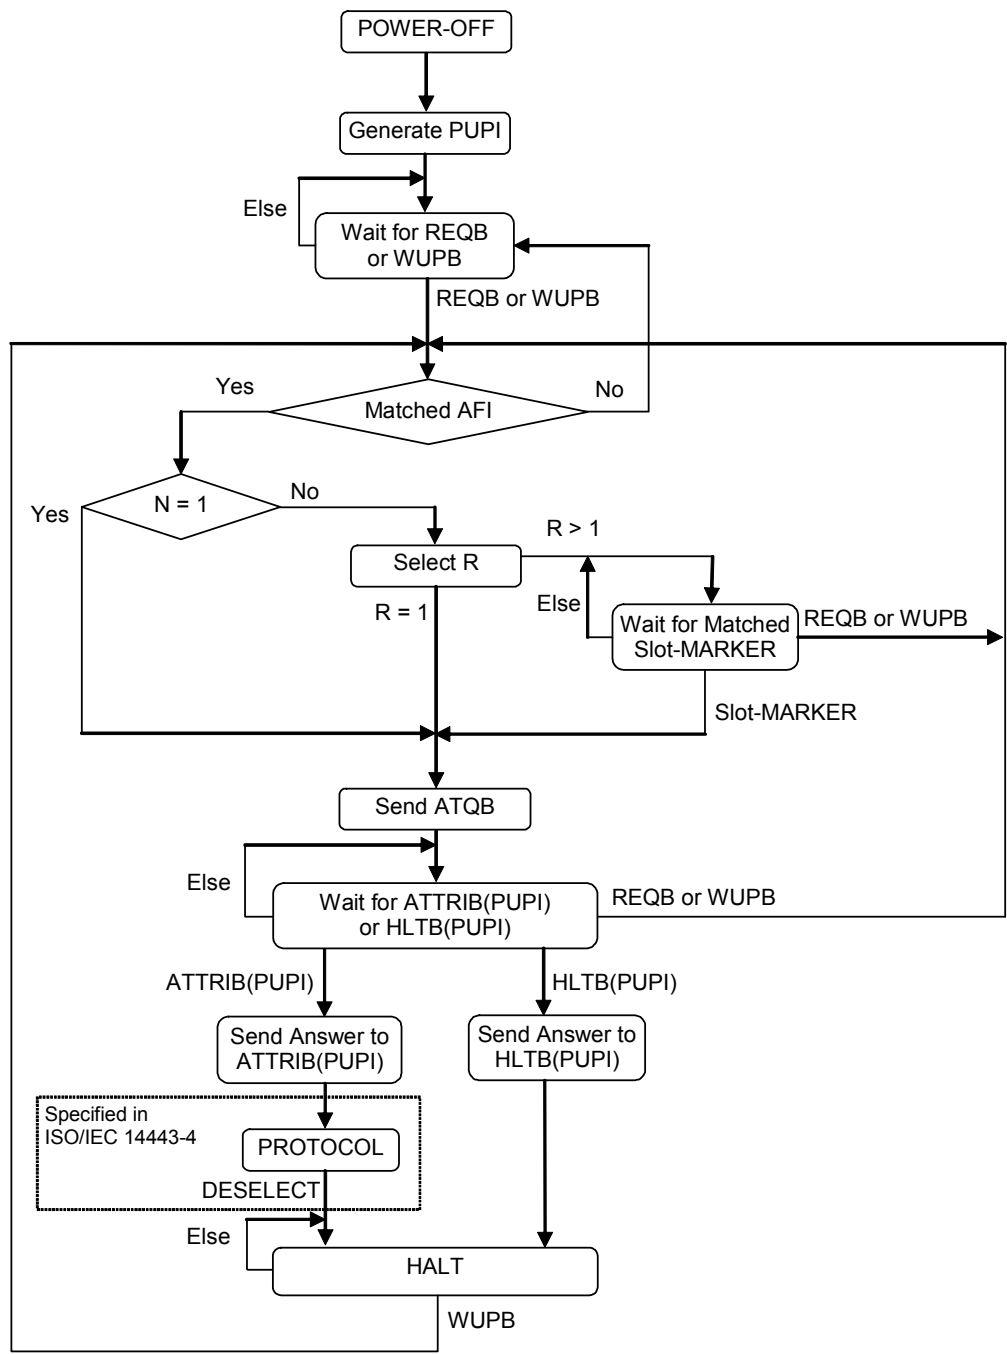 POWER-OFF
Generate PUPI
Else
Wait for REQB
or WUPB
REQB or WUPB
Yes
Matched AFI
No
Yes
N = 1
No
Select R
R > 1
R = 1
Else
Wait for Matched
Slot-MARKER
REQB or WUPB
Slot-MARKER
Send ATQB
Else
Wait for ATTRIB(PUPI)
or HLTB(PUPI)
REQB or WUPB
ATTRIB(PUPI)
HLTB(PUPI)
Send Answer to
ATTRIB(PUPI)
Send Answer to
HLTB(PUPI)
Specified in
ISO/IEC 14443-4
PROTOCOL
DESELECT
Else
HALT
WUPB